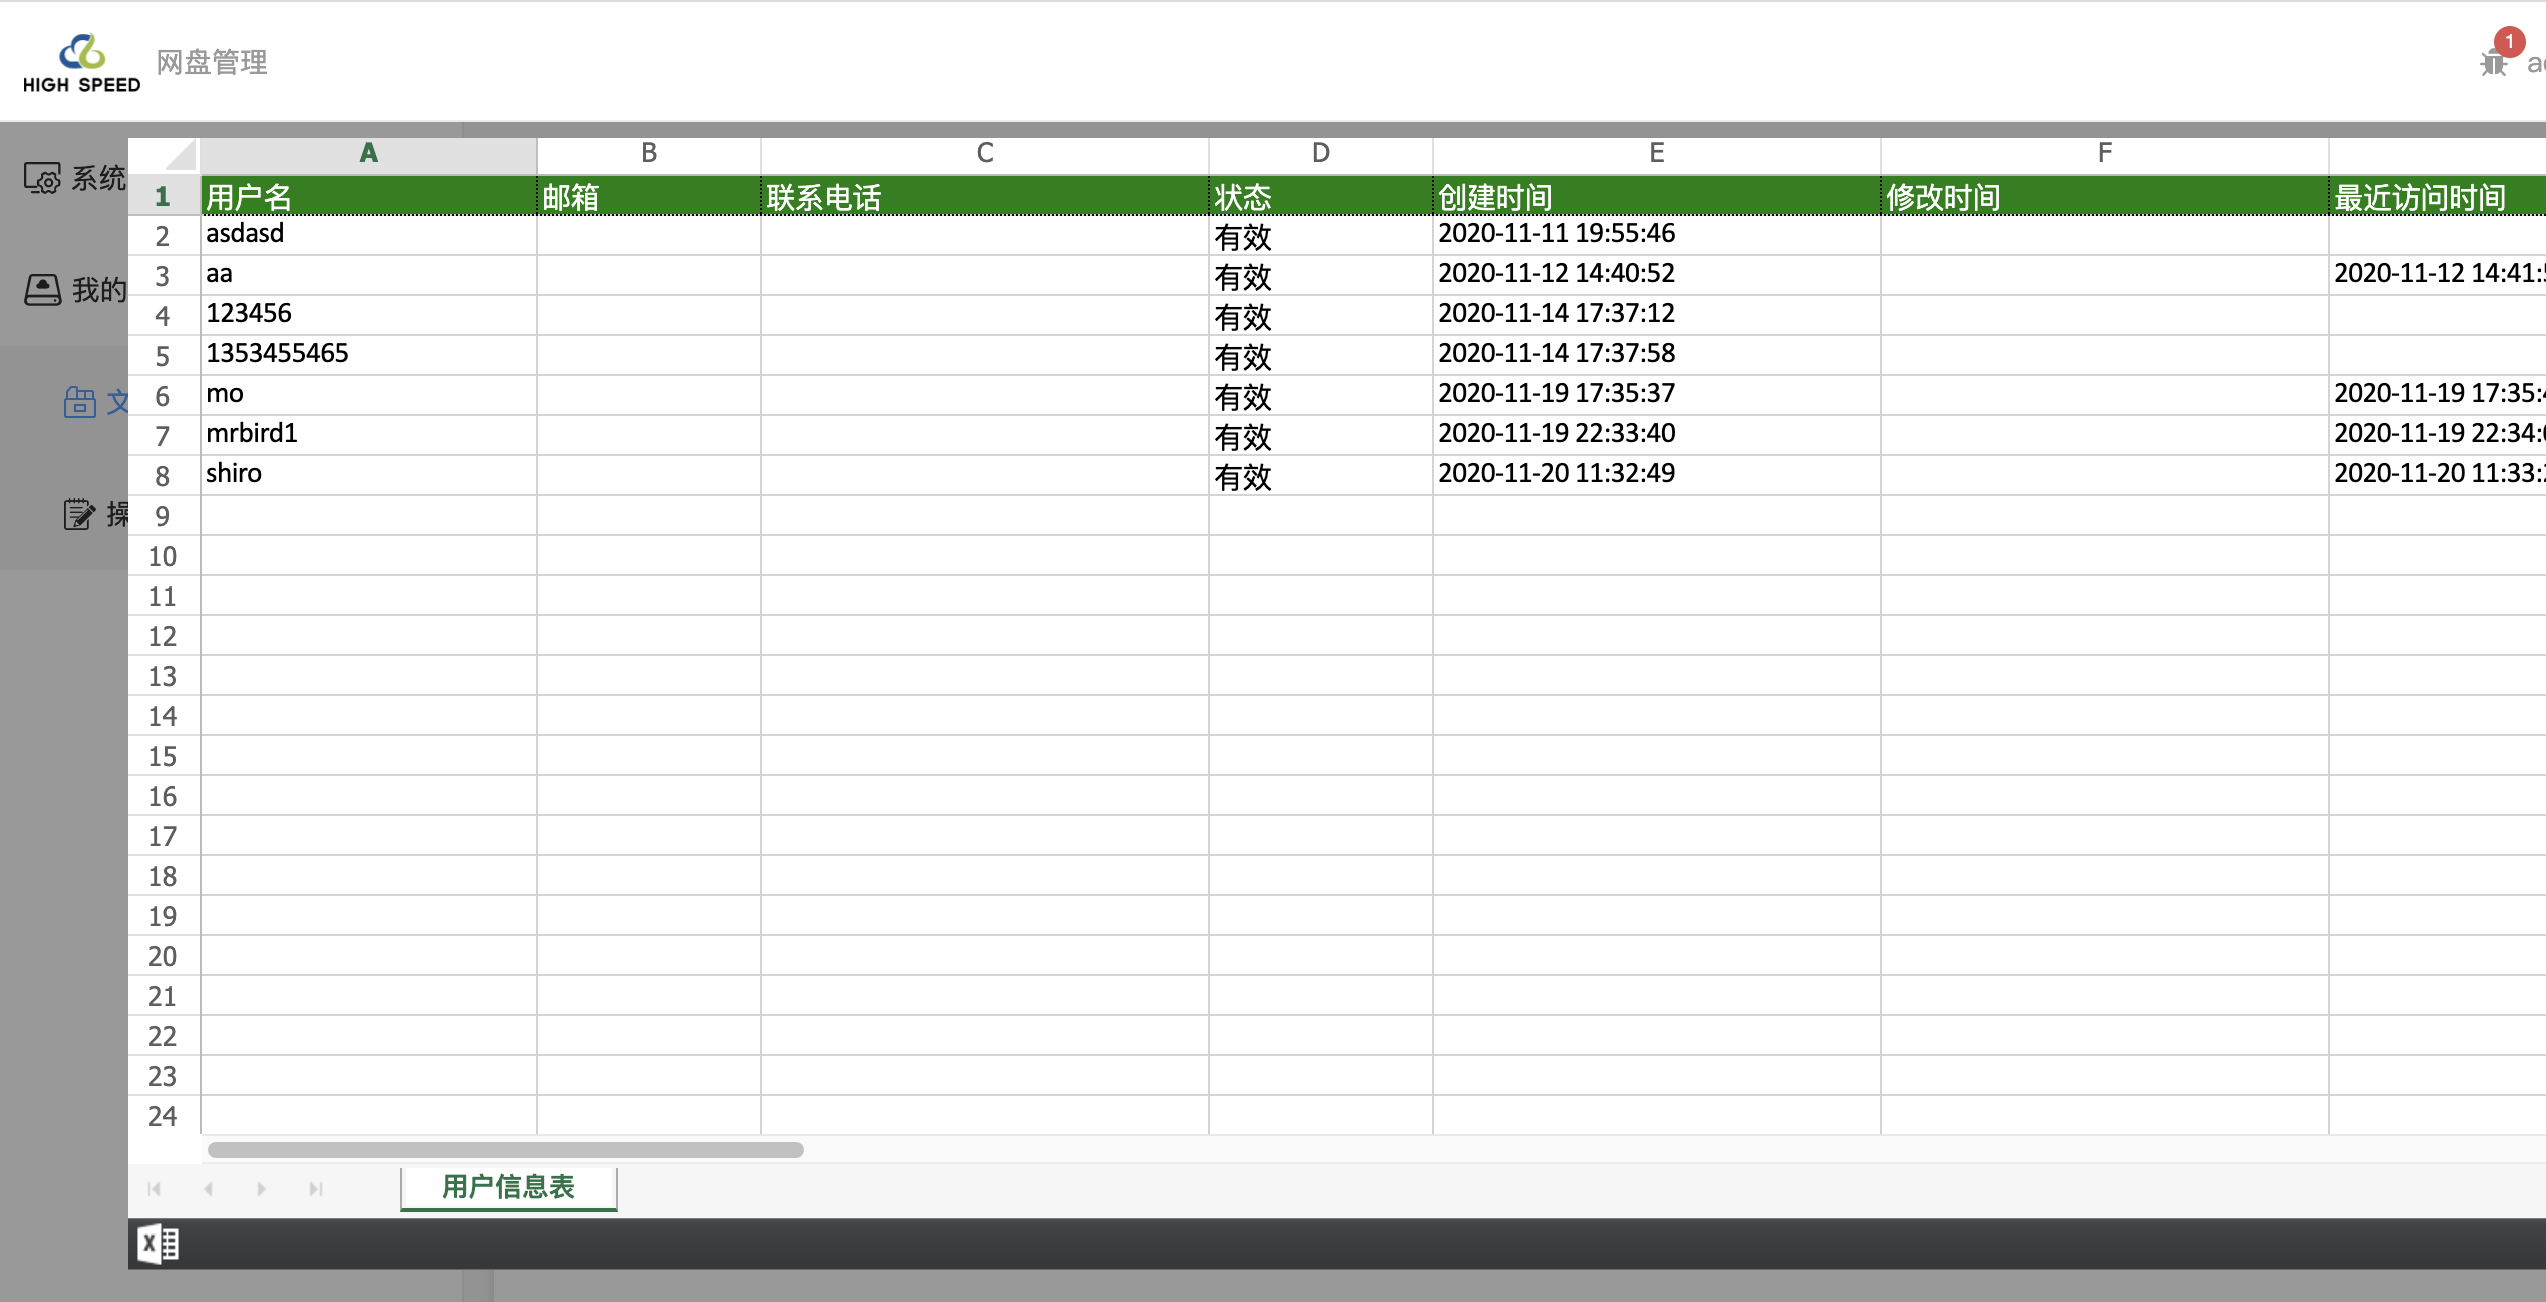 HIGH SPEED 网盘管理 1
系统
我的
文
操
A B C D E F
1 用户名 邮箱 联系电话 状态 创建时间 修改时间 最近访问时间
2 asdasd 有效 2020-11-11 19:55:46
3 aa 有效 2020-11-12 14:40:52 2020-11-12 14:41:
4 123456 有效 2020-11-14 17:37:12
5 1353455465 有效 2020-11-14 17:37:58
6 mo 有效 2020-11-19 17:35:37 2020-11-19 17:35:
7 mrbird1 有效 2020-11-19 22:33:40 2020-11-19 22:34:
8 shiro 有效 2020-11-20 11:32:49 2020-11-20 11:33:
9
10
11
12
13
14
15
16
17
18
19
20
21
22
23
24
用户信息表
X